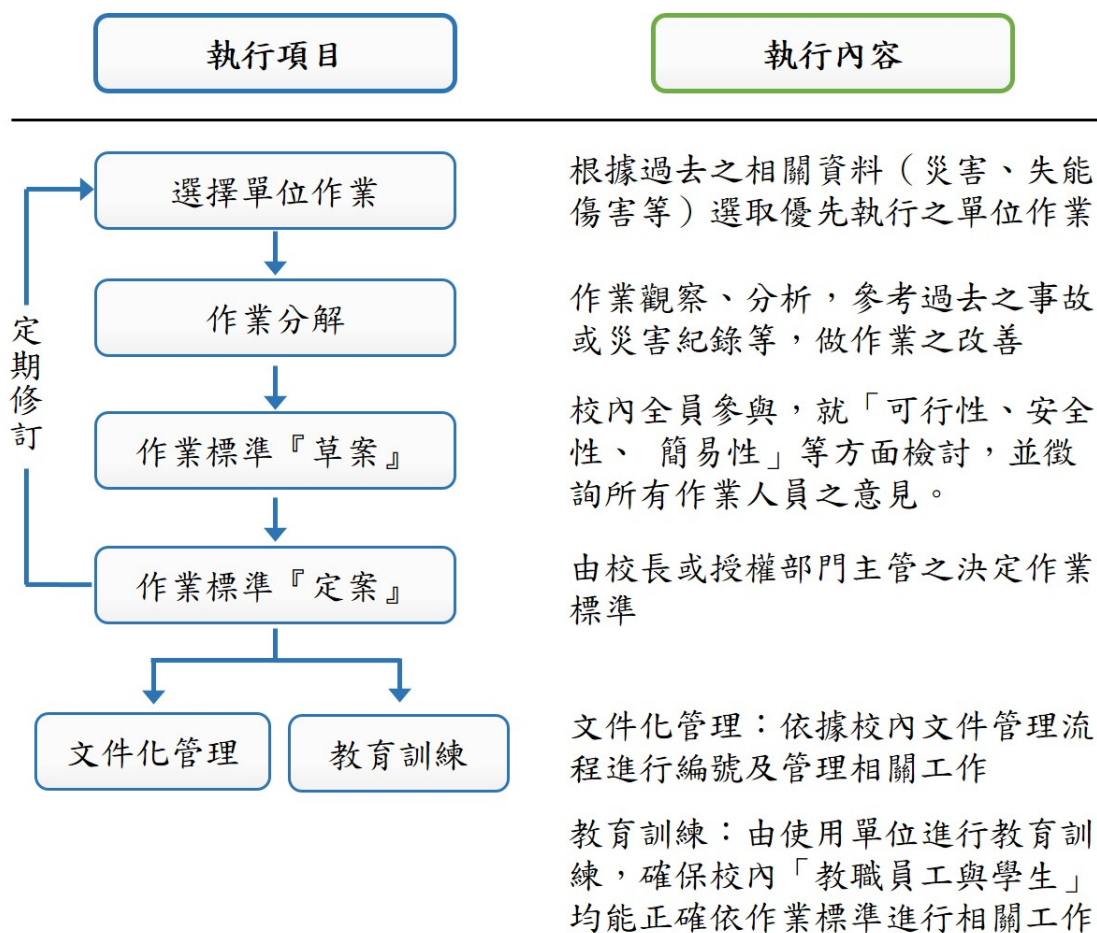 執行項目
執行內容
選擇單位作業
根據過去之相關資料（災害、失能
傷害等）選取優先執行之單位作業
作業分解
作業觀察、分析，參考過去之事故
或災害紀錄等，做作業之改善
定期修訂
作業標準『草案』
校內全員參與，就「可行性、安全
性、 簡易性」等方面檢討，並徵
詢所有作業人員之意見。
作業標準『定案』
由校長或授權部門主管之決定作業
標準
文件化管理
教育訓練
文件化管理：依據校內文件管理流
程進行編號及管理相關工作
教育訓練：由使用單位進行教育訓
練，確保校內「教職員工與學生」
均能正確依作業標準進行相關工作